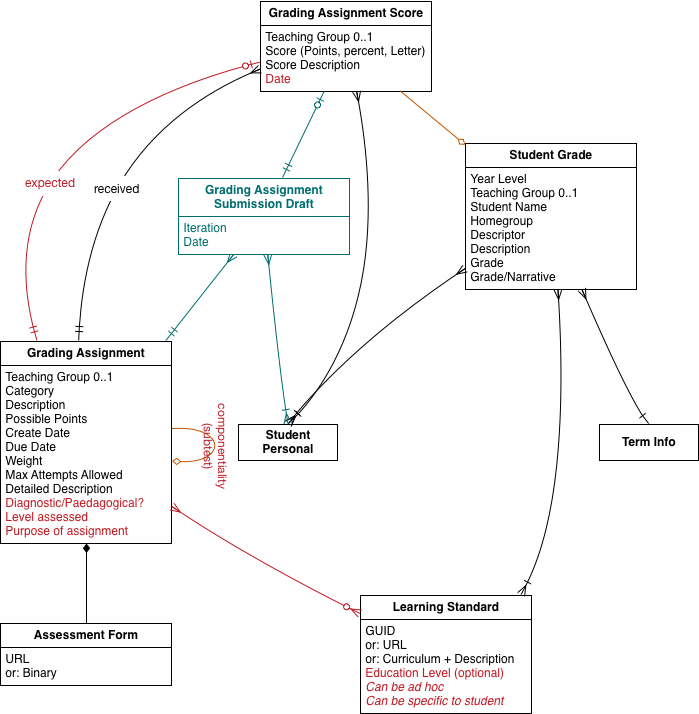 Grading Assignment Score
Teaching Group 0..1
Score (Points, percent, Letter)
Score Description
Date
expected
received
Grading Assignment
Submission Draft
Iteration
Date
Student Grade
Year Level
Teaching Group 0..1
Student Name
Homegroup
Descriptor
Description
Grade
Grade/Narrative
Grading Assignment
Teaching Group 0..1
Category
Description
Possible Points
Create Date
Due Date
Weight
Max Attempts Allowed
Detailed Description
Diagnostic/Paedagogical?
Level assessed
Purpose of assignment
componentiality
(subtest)
Student
Personal
Term Info
Assessment Form
URL
or: Binary
Learning Standard
GUID
or: URL
or: Curriculum + Description
Education Level (optional)
Can be ad hoc
Can be specific to student